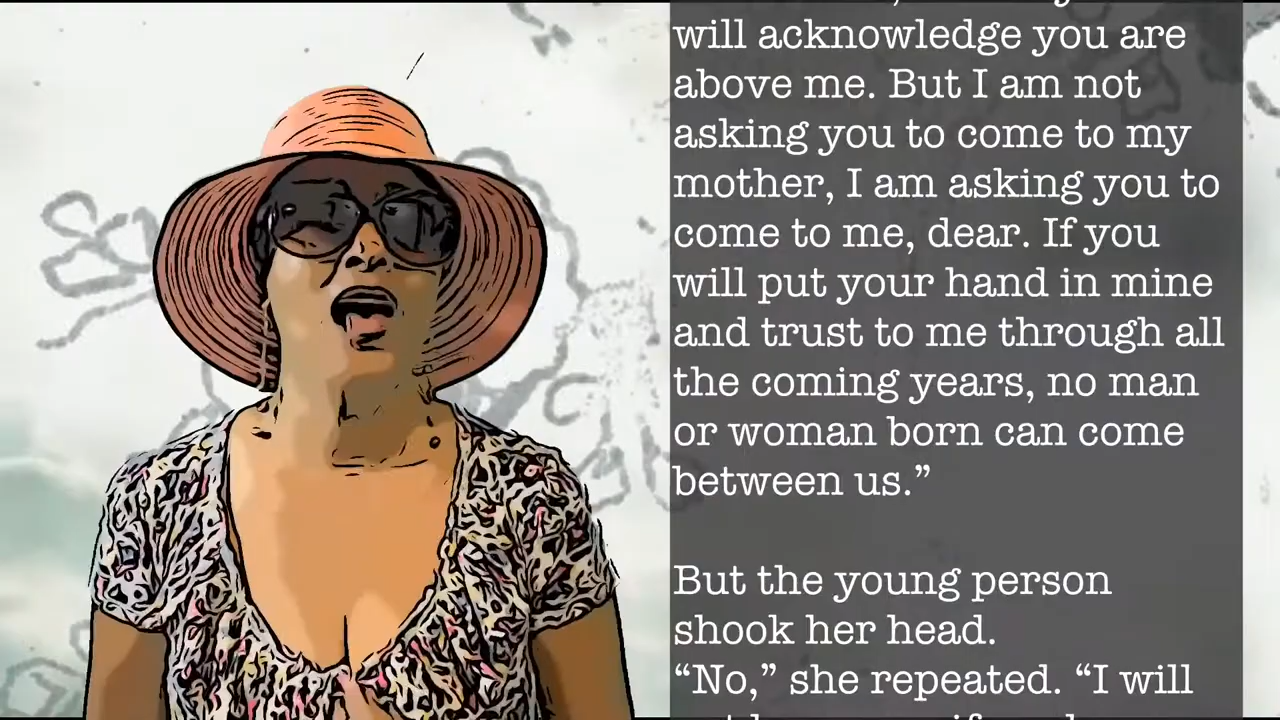 will acknowledge you are
above me. But I am not
asking you to come to my
mother, I am asking you to
come to me, dear. If you
will put your hand in mine
and trust to me through all
the coming years, no man
or woman born can come
between us.”
But the young person
shook her head.
“No,” she repeated. “I will